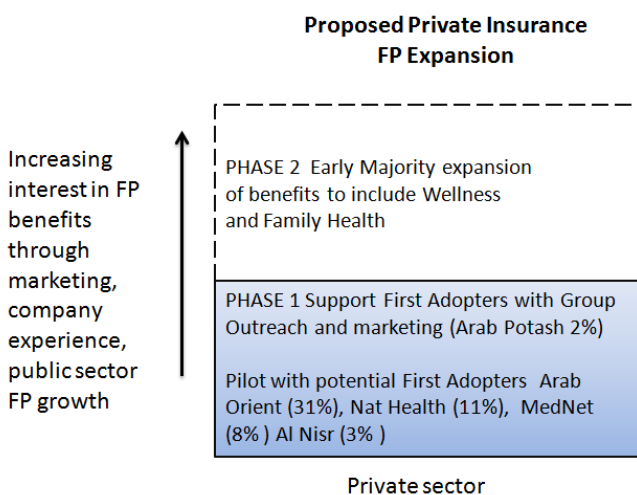 Proposed Private Insurance
FP Expansion
Increasing
interest in FP
benefits
through
marketing,
company
experience,
public sector
FP growth
PHASE 2  Early Majority expansion
of benefits to include Wellness
and Family Health
PHASE 1 Support First Adopters with Group
Outreach and marketing (Arab Potash 2%)
Pilot with potential First Adopters  Arab
Orient (31%), Nat Health (11%),  MedNet
(8% ) Al Nisr (3% )
Private sector